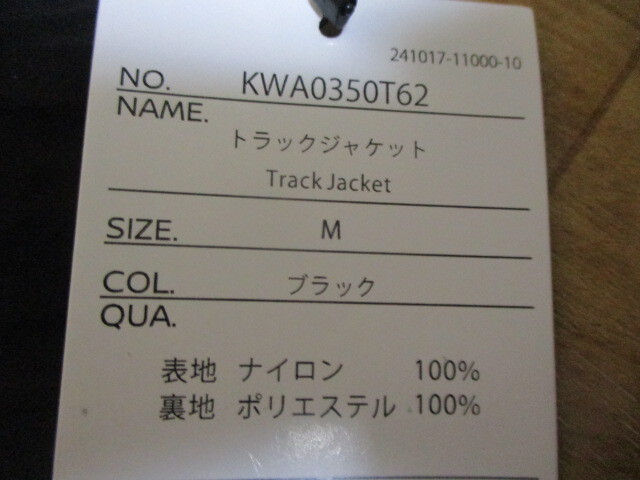 241017-11000-10
NO. KWA0350T62
NAME.
トラックジャケット
Track Jacket
SIZE. M
COL. ブラック
QUA.
表地 ナイロン 100%
裏地 ポリエステル 100%